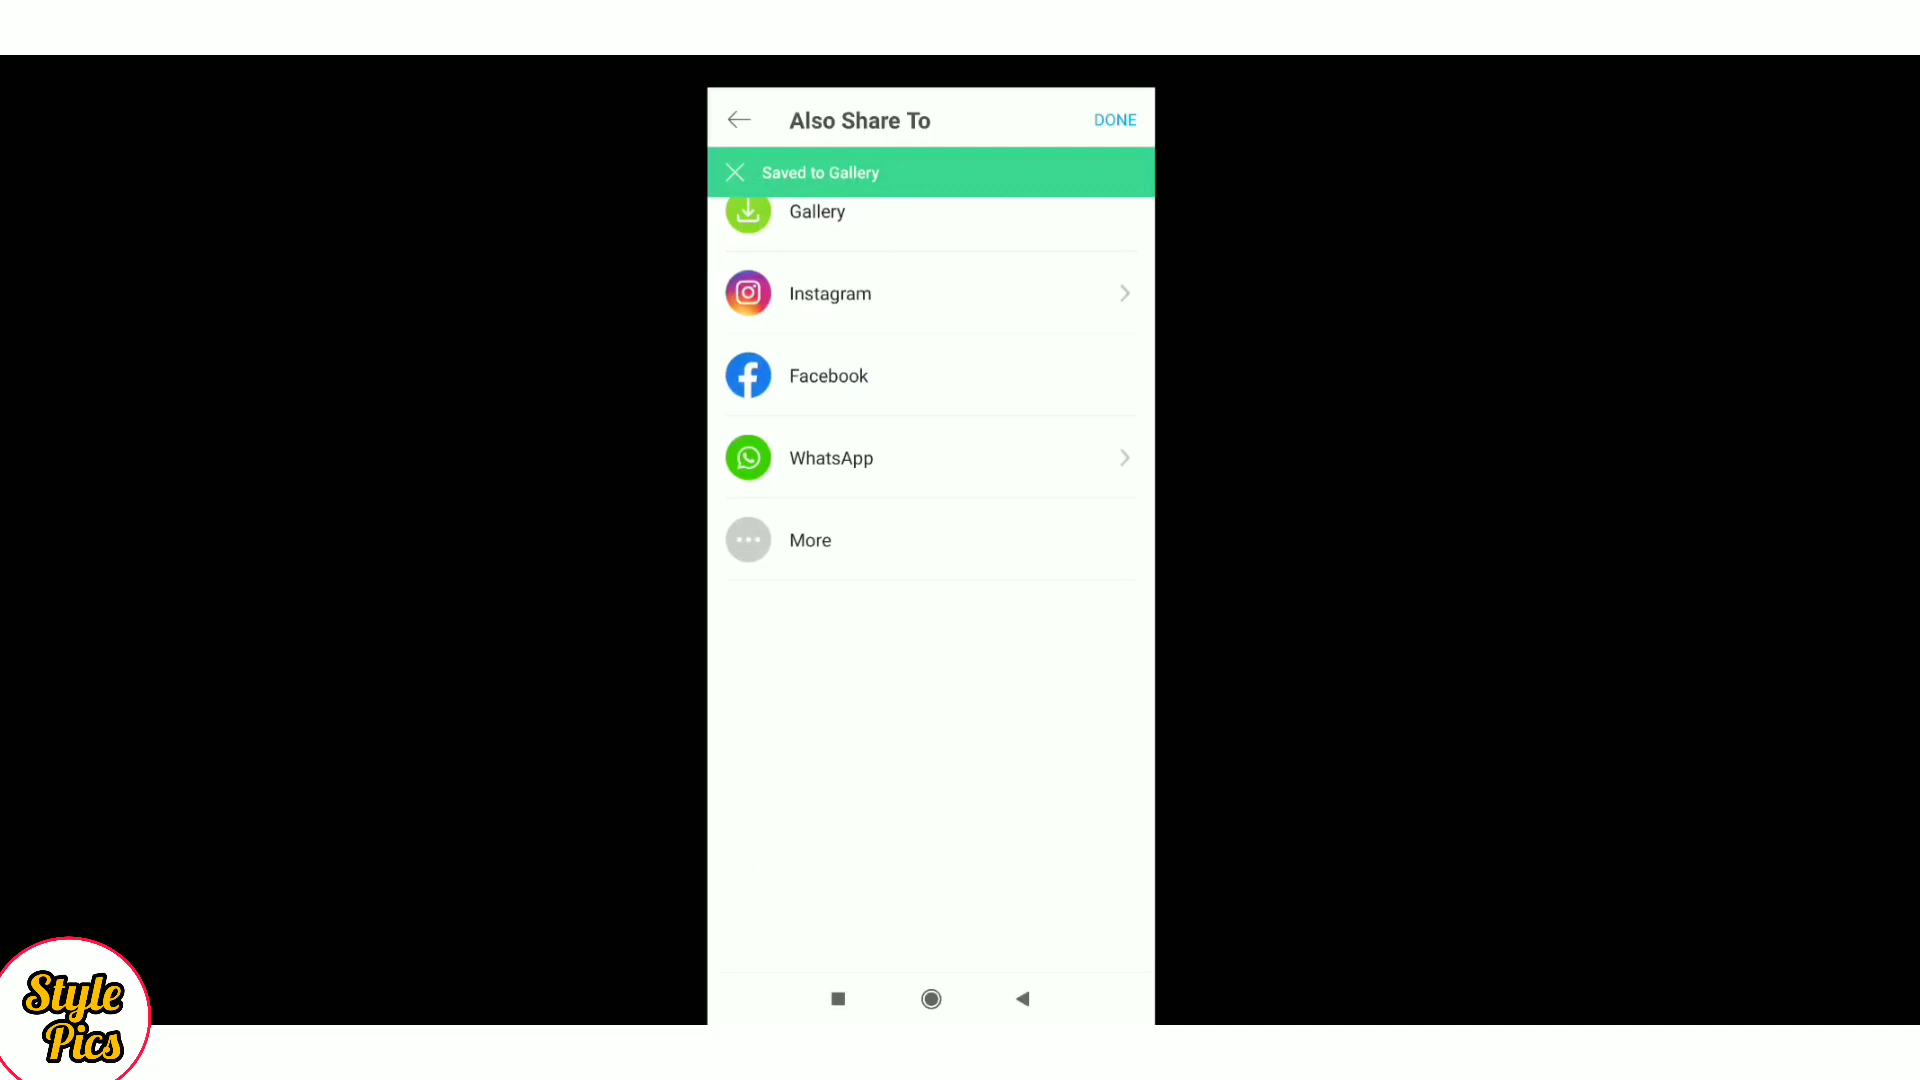 Also Share To
DONE
Saved to Gallery
Gallery
Instagram
Facebook
WhatsApp
More
Style
Pics